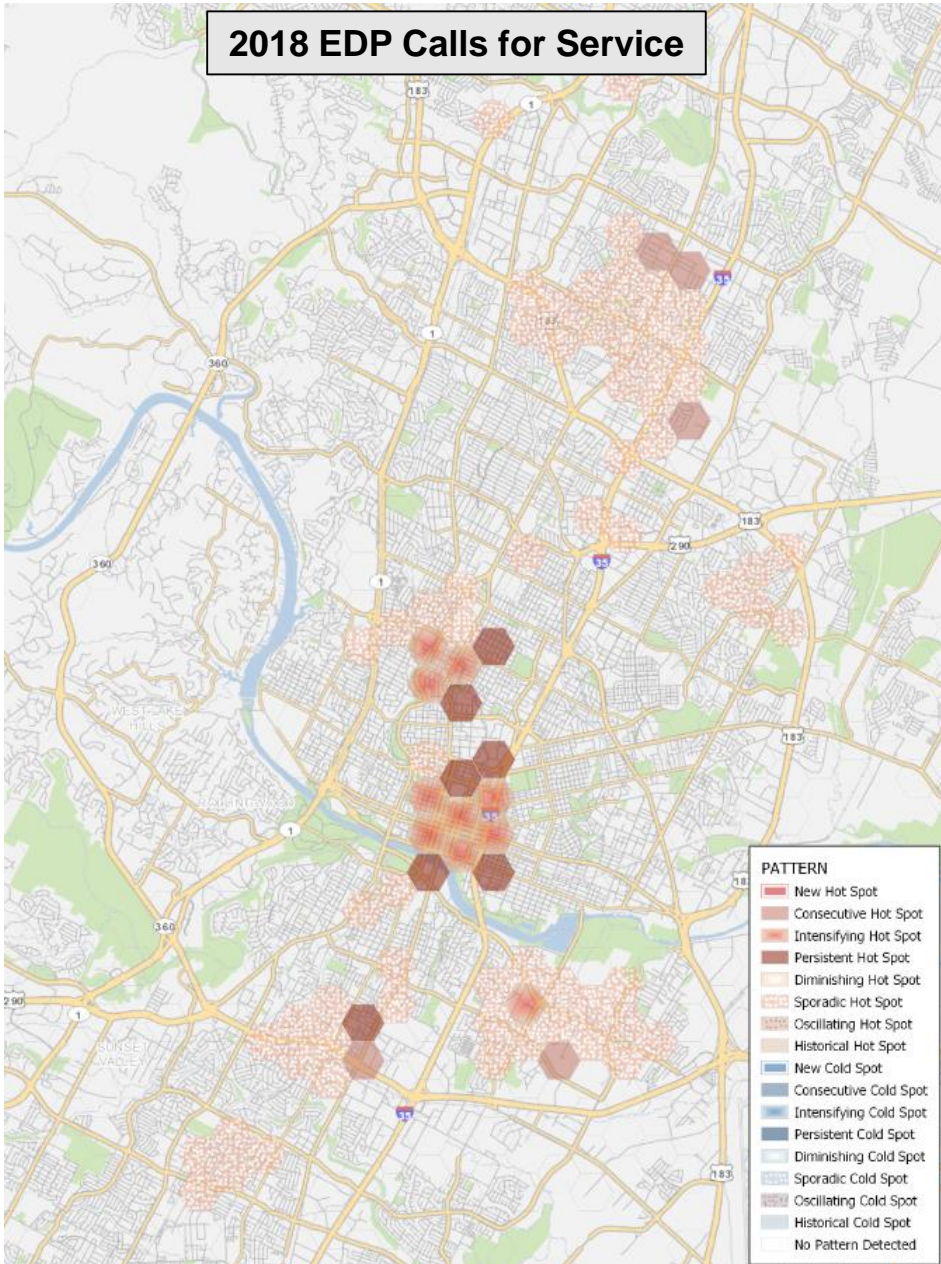 2018 EDP Calls for Service
183
1
35
183
1
360
183
360
290
35
1
183
35
1
183
360
290
1
SUNSET
VALLEY
35
183
PATTERN
New Hot Spot
Consecutive Hot Spot
Intensifying Hot Spot
Persistent Hot Spot
Diminishing Hot Spot
Sporadic Hot Spot
Oscillating Hot Spot
Historical Hot Spot
New Cold Spot
Consecutive Cold Spot
Intensifying Cold Spot
Persistent Cold Spot
Diminishing Cold Spot
Sporadic Cold Spot
Oscillating Cold Spot
Historical Cold Spot
No Pattern Detected